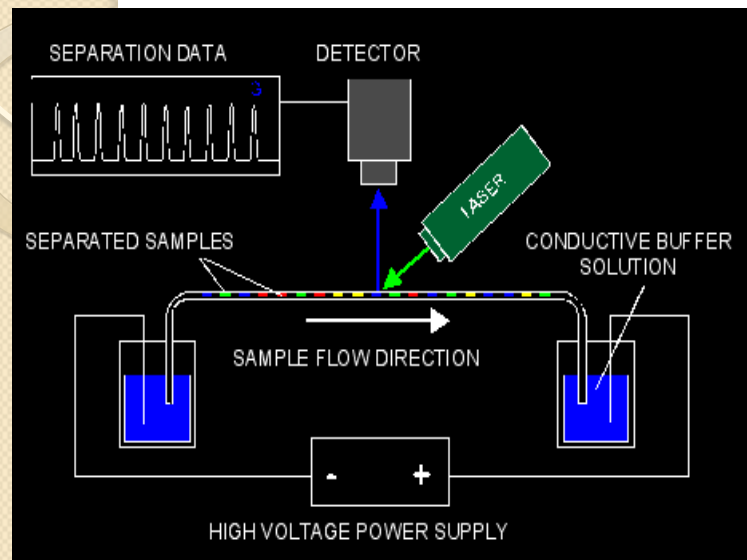 SEPARATION DATA
DETECTOR
G
LASER
SEPARATED SAMPLES
CONDUCTIVE BUFFER
SOLUTION
SAMPLE FLOW DIRECTION
- +
HIGH VOLTAGE POWER SUPPLY